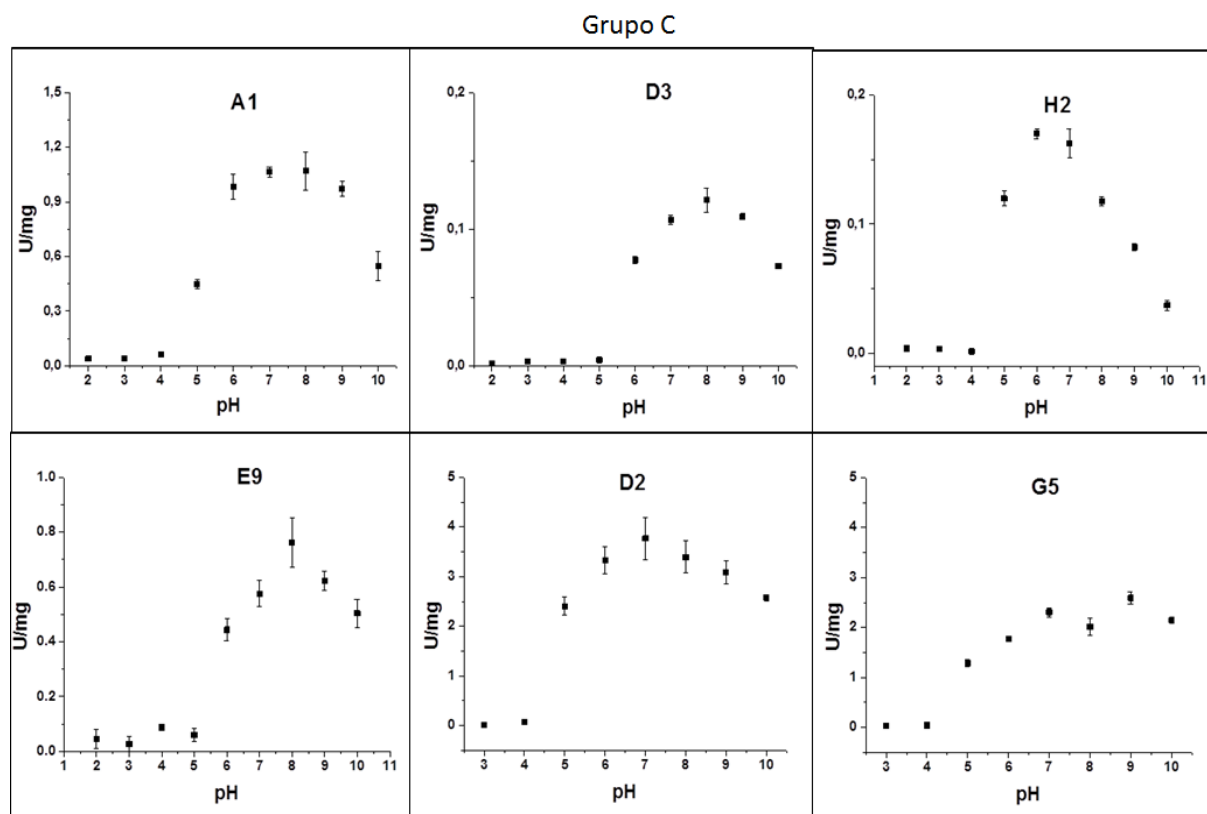 Grupo C
A1
U/mg
1,5
1,2
0,9
0,6
0,3
0,0
2 3 4 5 6 7 8 9 10
pH
D3
U/mg
0,2
0,1
0,0
2 3 4 5 6 7 8 9 10
pH
H2
U/mg
0,2
0,1
0,0
1 2 3 4 5 6 7 8 9 10 11
pH
E9
U/mg
1.0
0.8
0.6
0.4
0.2
0.0
1 2 3 4 5 6 7 8 9 10 11
pH
D2
U/mg
5
4
3
2
1
0
3 4 5 6 7 8 9 10
pH
G5
U/mg
5
4
3
2
1
0
3 4 5 6 7 8 9 10
pH